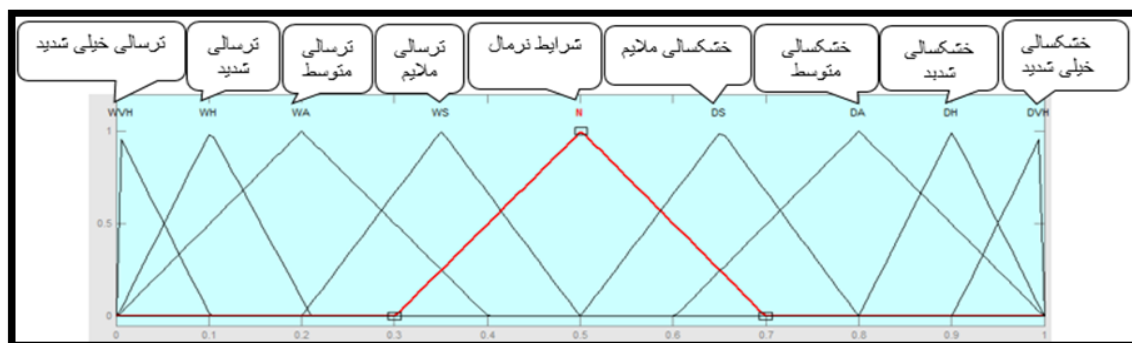 ترسالی خیلی شدید
ترسالی
شدید
ترسالی
متوسط
ترسالی
ملایم
شرایط نرمال
خشکسالی ملایم
خشکسالی
متوسط
خشکسالی
شدید
خشکسالی
خیلی شدید
WVH WH WA WS N DS DA DH DVH
1
0.5
0
0 0.1 0.2 0.3 0.4 0.5 0.6 0.7 0.8 0.9 1